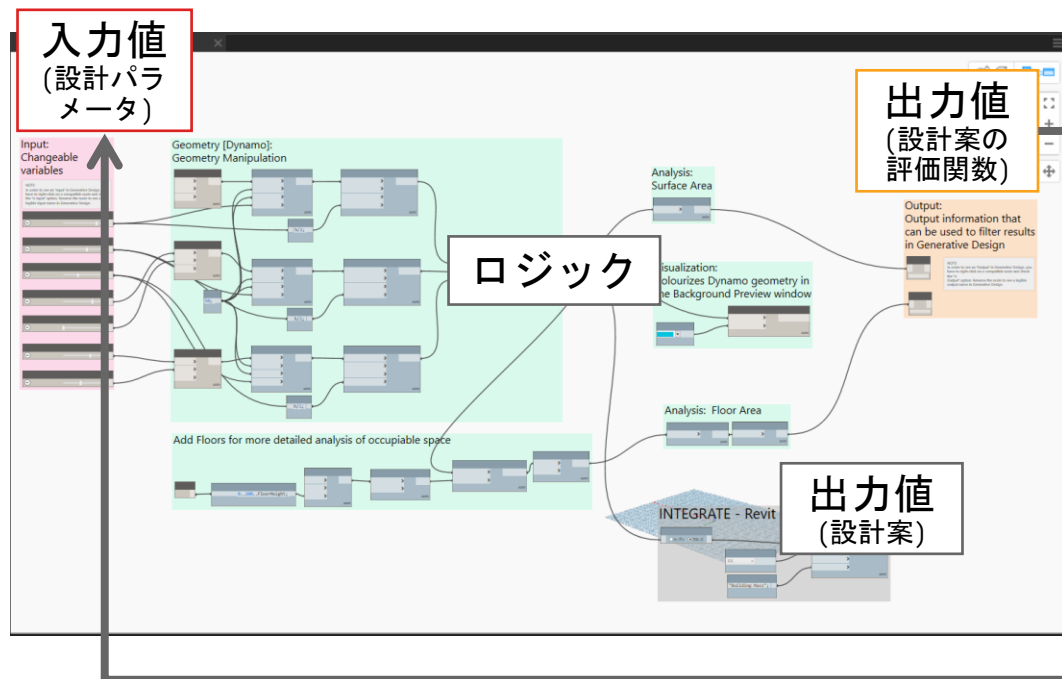 入力値
(設計パラ
メータ)
出力値
(設計案の
評価関数)
Input:
Changeable
variables
Geometry [Dynamo]:
Geometry Manipulation
Analysis:
Surface Area
Output:
Output information that
can be used to filter results
in Generative Design
ロジック
isualization:
olourizes Dynamo geometry in
e Background Preview window
Analysis: Floor Area
Add Floors for more detailed analysis of occupiable space
INTEGRATE - Revit
出力値
(設計案)